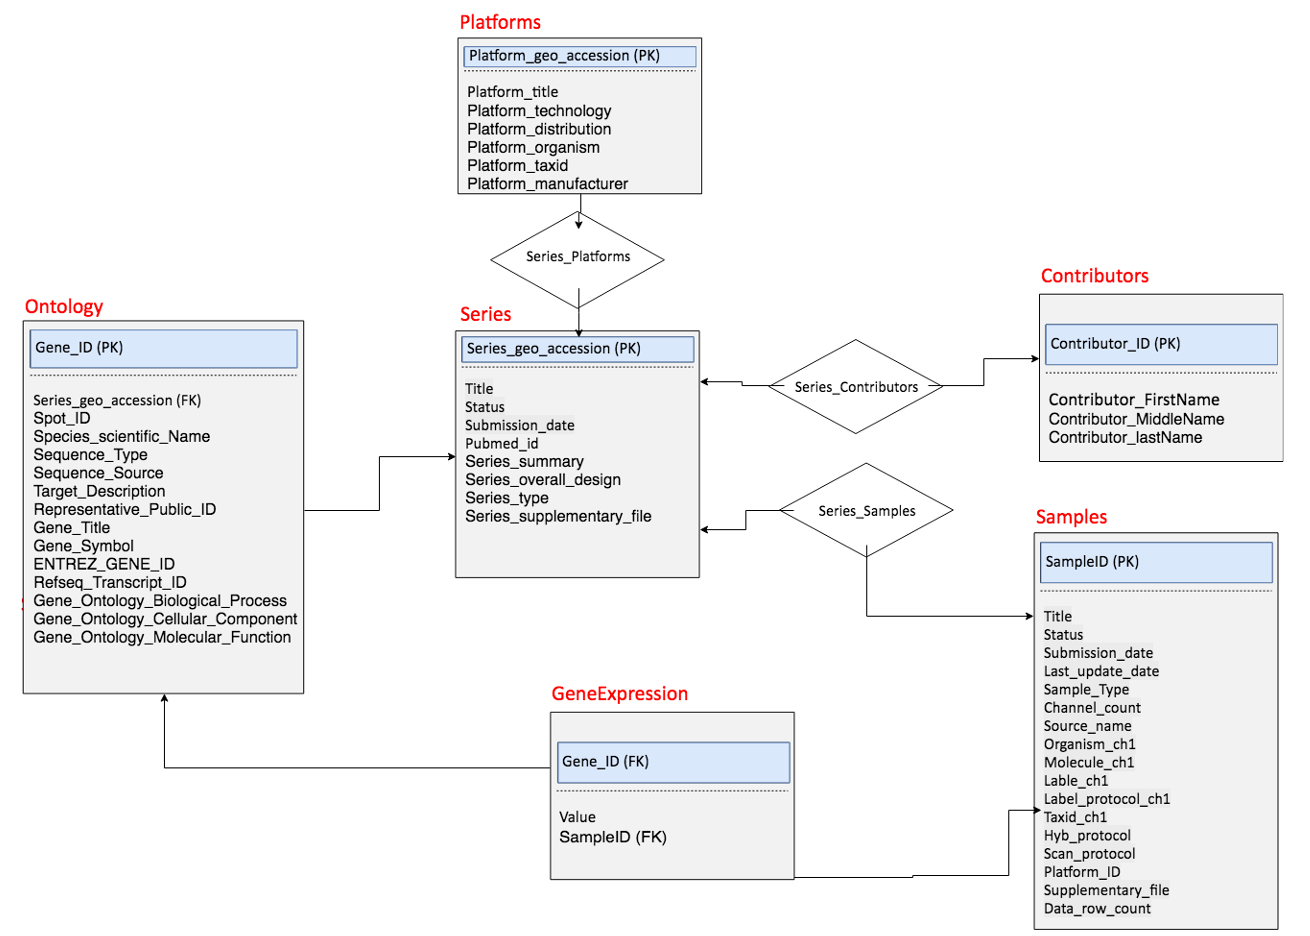 Platforms
Platform_geo_accession (PK)
Platform_title
Platform_technology
Platform_distribution
Platform_organism
Platform_taxid
Platform_manufacturer
Series_Platforms
Ontology
Gene_ID (PK)
Series_geo_accession (FK)
Spot_ID
Species_scientific_Name
Sequence_Type
Sequence_Source
Target_Description
Representative_Public_ID
Gene_Title
Gene_Symbol
ENTREZ_GENE_ID
Refseq_Transcript_ID
Gene_Ontology_Biological_Process
Gene_Ontology_Cellular_Component
Gene_Ontology_Molecular_Function
Series
Series_geo_accession (PK)
Title
Status
Submission_date
Pubmed_id
Series_summary
Series_overall_design
Series_type
Series_supplementary_file
Series_Contributors
Contributors
Contributor_ID (PK)
Contributor_FirstName
Contributor_MiddleName
Contributor_lastName
Series_Samples
Samples
SampleID (PK)
Title
Status
Submission_date
Last_update_date
Sample_Type
Channel_count
Source_name
Organism_ch1
Molecule_ch1
Lable_ch1
Label_protocol_ch1
Taxid_ch1
Hyb_protocol
Scan_protocol
Platform_ID
Supplementary_file
Data_row_count
GeneExpression
Gene_ID (FK)
Value
SampleID (FK)